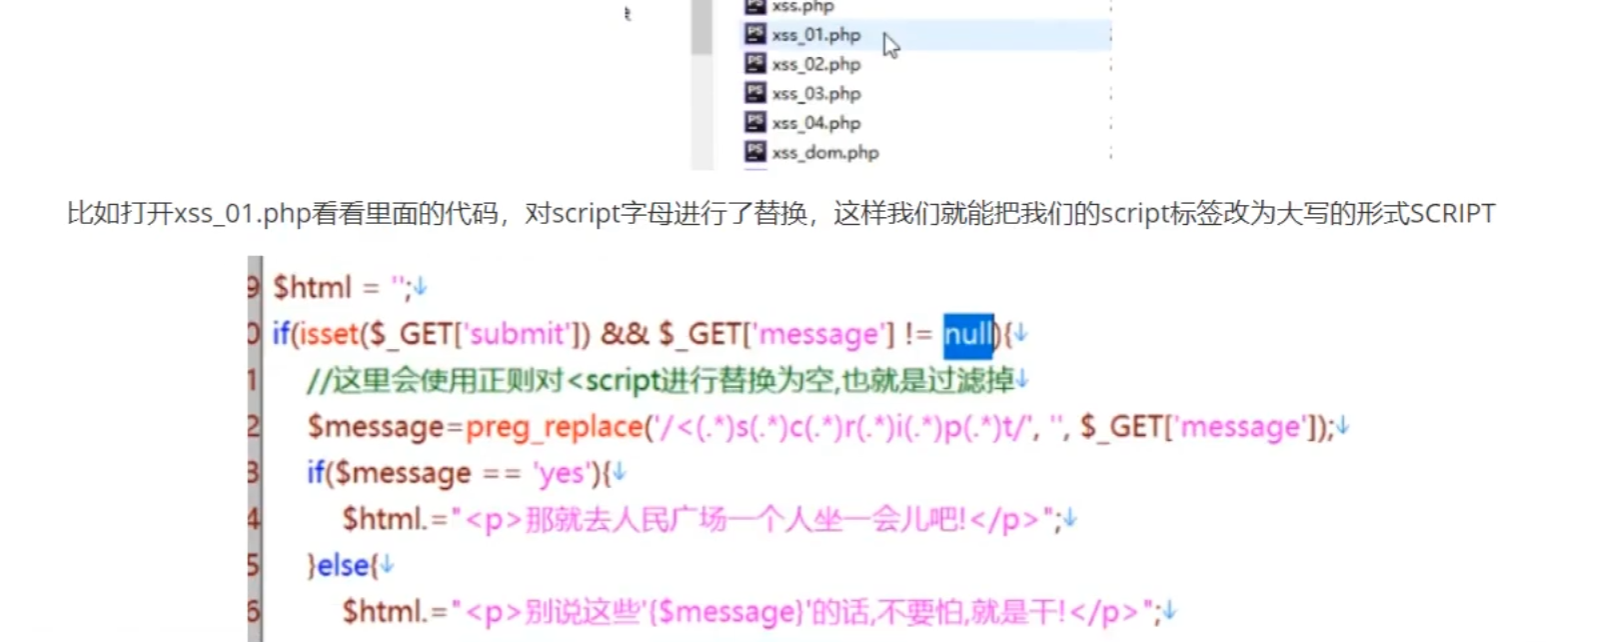 xss.php
xss_01.php
xss_02.php
xss_03.php
xss_04.php
xss_dom.php
比如打开xss_01.php看看里面的代码，对script字母进行了替换，这样我们就能把我们的script标签改为大写的形式SCRIPT
9 $html = '';↓
0 if(isset($_GET['submit']) && $_GET['message'] != null){↓
1 //这里会使用正则对<script进行替换为空,也就是过滤掉↓
2 $message=preg_replace('/<(.*)s(.*)c(.*)r(.*)i(.*)p(.*)t/', '', $_GET['message']);↓
3 if($message == 'yes'){↓
4 $html.="<p>那就去人民广场一个人坐一会儿吧!</p>";↓
5 }else{↓
6 $html.="<p>别说这些'{$message}'的话,不要怕,就是干!</p>";↓